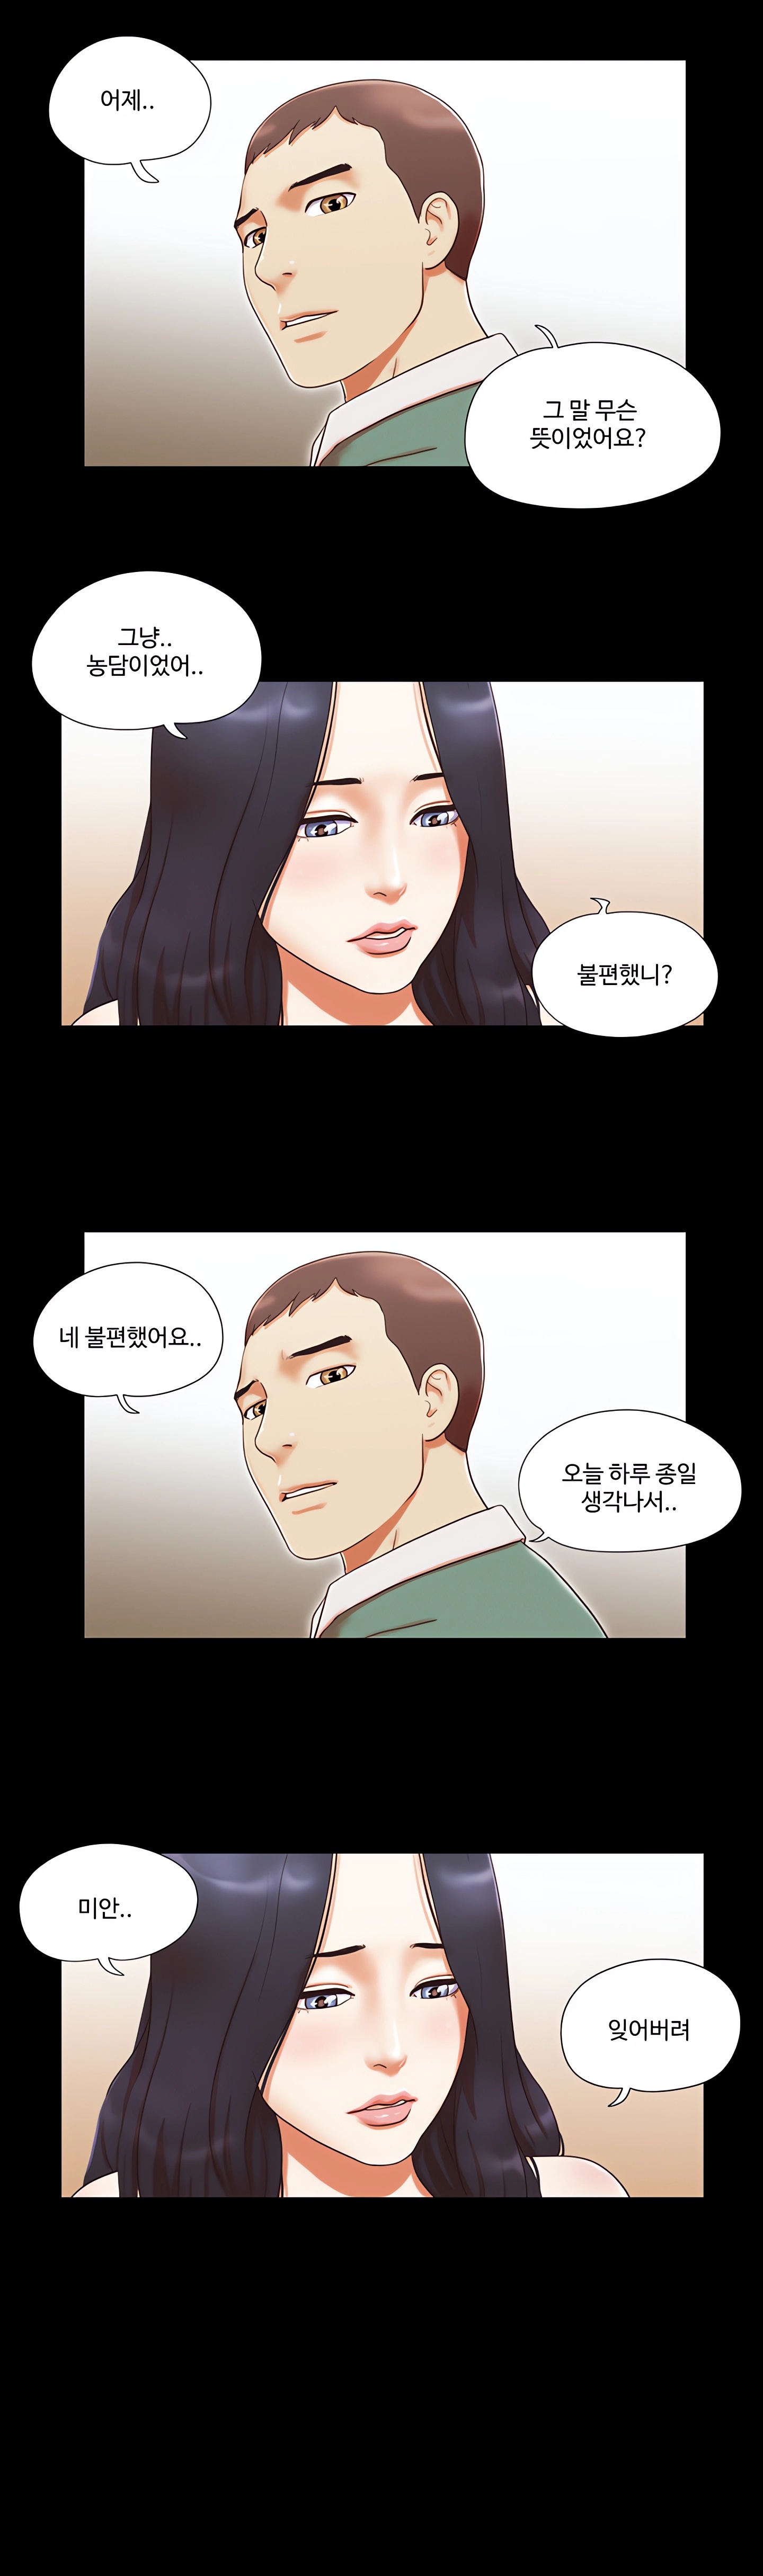 어제..
그 말 무슨
뜻이었어요?
그냥..
농담이었어..
불편했니?
네 불편했어요..
오늘 하루 종일
생각나서..
미안..
잊어버려